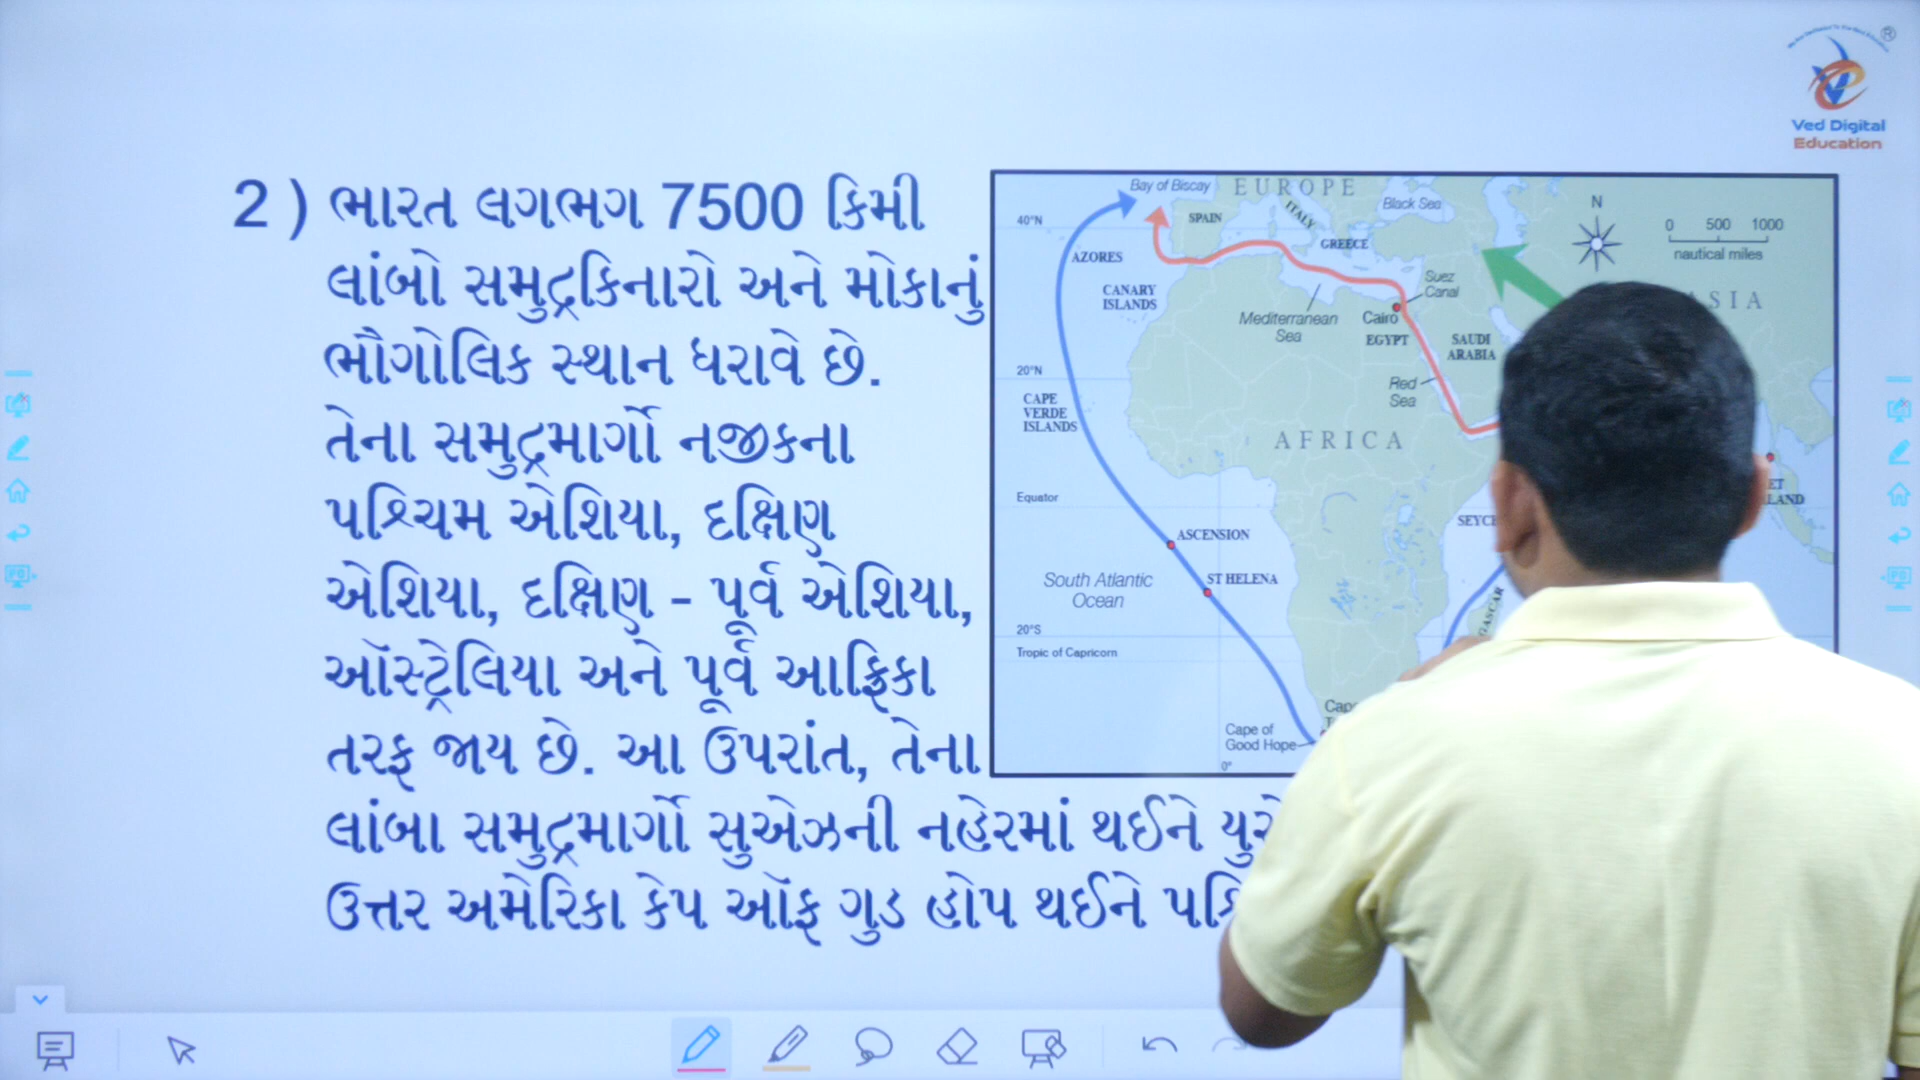 Ved Digital
Education
2 ) ભારત લગભગ 7500 કિમી
લાંબો સમુદ્રકિનારો અને મોકાનું
ભૌગોલિક સ્થાન ધરાવે છે.
તેના સમુદ્રમાર્ગો નજીકના
પશ્ચિમ એશિયા, દક્ષિણ
એશિયા, દક્ષિણ - પૂર્વ એશિયા,
ઑસ્ટ્રેલિયા અને પૂર્વ આફ્રિકા
તરફ જાય છે. આ ઉપરાંત, તેના
લાંબા સમુદ્રમાર્ગો સુએઝની નહેરમાં થઈને
ઉત્તર અમેરિકા કેપ ઑફ ગુડ હોપ થઈને
Bay of Biscay
EUROPE
Black Sea
N
40°N
SPAIN
ITALY
0 500 1000
nautical miles
GREECE
AZORES
Suez
Canal
CANARY
ISLANDS
Mediterranean
Sea
Cairo
EGYPT
SAUDI
ARABIA
20°N
Red
Sea
CAPE
VERDE
ISLANDS
AFRICA
Equator
ASCENSION
South Atlantic
Ocean
ST HELENA
20°S
Tropic of Capricorn
Cape of
Good Hope
0°